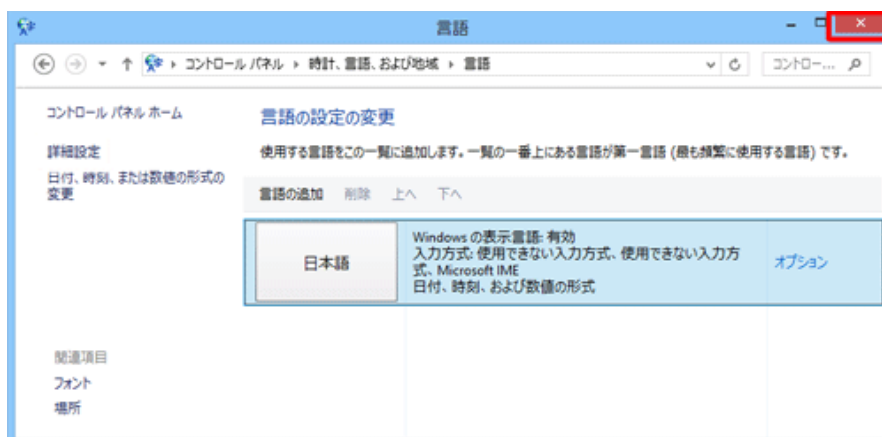 言語
コントロール パネル ▸ 時計、言語、および地域 ▸ 言語
コントロー...
コントロール パネル ホーム
詳細設定
日付、時刻、または数値の形式の
変更
言語の設定の変更
使用する言語をこの一覧に追加します。一覧の一番上にある言語が第一言語 (最も頻繁に使用する言語) です。
言語の追加 削除 上へ 下へ
日本語
Windows の表示言語: 有効
入力方式: 使用できない入力方式、使用できない入力方
式、Microsoft IME
日付、時刻、および数値の形式
オプション
関連項目
フォント
場所